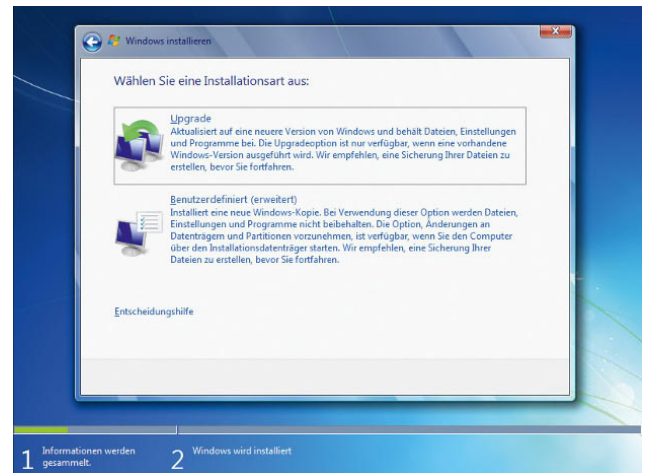 Windows installieren
Wählen Sie eine Installationsart aus:
Upgrade
Aktualisiert auf eine neuere Version von Windows und behält Dateien, Einstellungen
und Programme bei. Die Upgradeoption ist nur verfügbar, wenn eine vorhandene
Windows-Version ausgeführt wird. Wir empfehlen, eine Sicherung Ihrer Dateien zu
erstellen, bevor Sie fortfahren.
Benutzerdefiniert (erweitert)
Installiert eine neue Windows-Kopie. Bei Verwendung dieser Option werden Dateien,
Einstellungen und Programme nicht beibehalten. Die Option, Änderungen an
Datenträgern und Partitionen vorzunehmen, ist verfügbar, wenn Sie den Computer
über den Installationsdatenträger starten. Wir empfehlen, eine Sicherung Ihrer
Dateien zu erstellen, bevor Sie fortfahren.
Entscheidungshilfe
1 Informationen werden
gesammelt.
2 Windows wird installiert